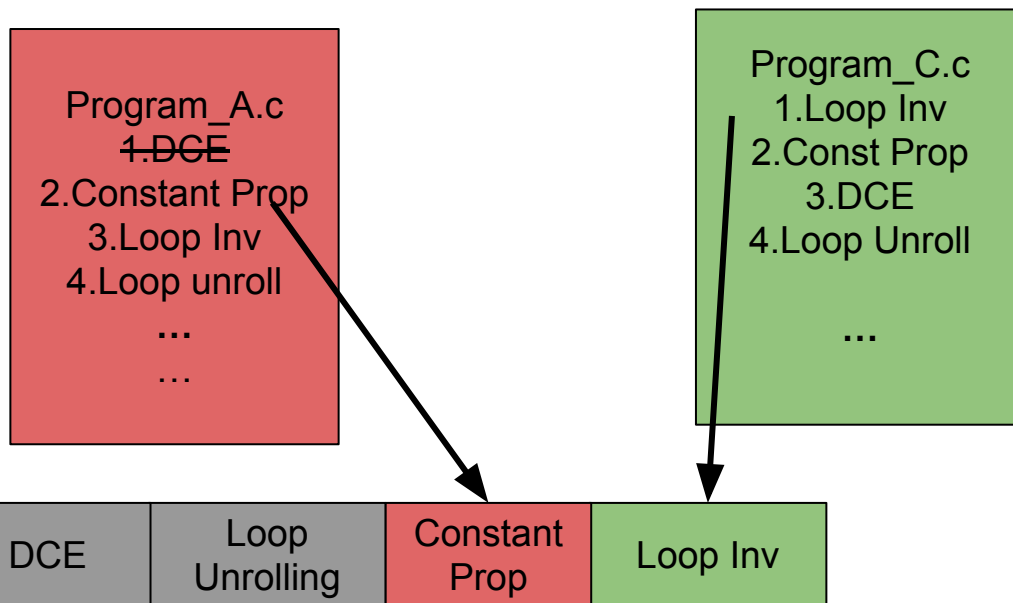 Program_A.c
1.DCE
2.Constant Prop
3.Loop Inv
4.Loop unroll
...
...
Program_C.c
1.Loop Inv
2.Const Prop
3.DCE
4.Loop Unroll
...
DCE
Loop
Unrolling
Constant
Prop
Loop Inv